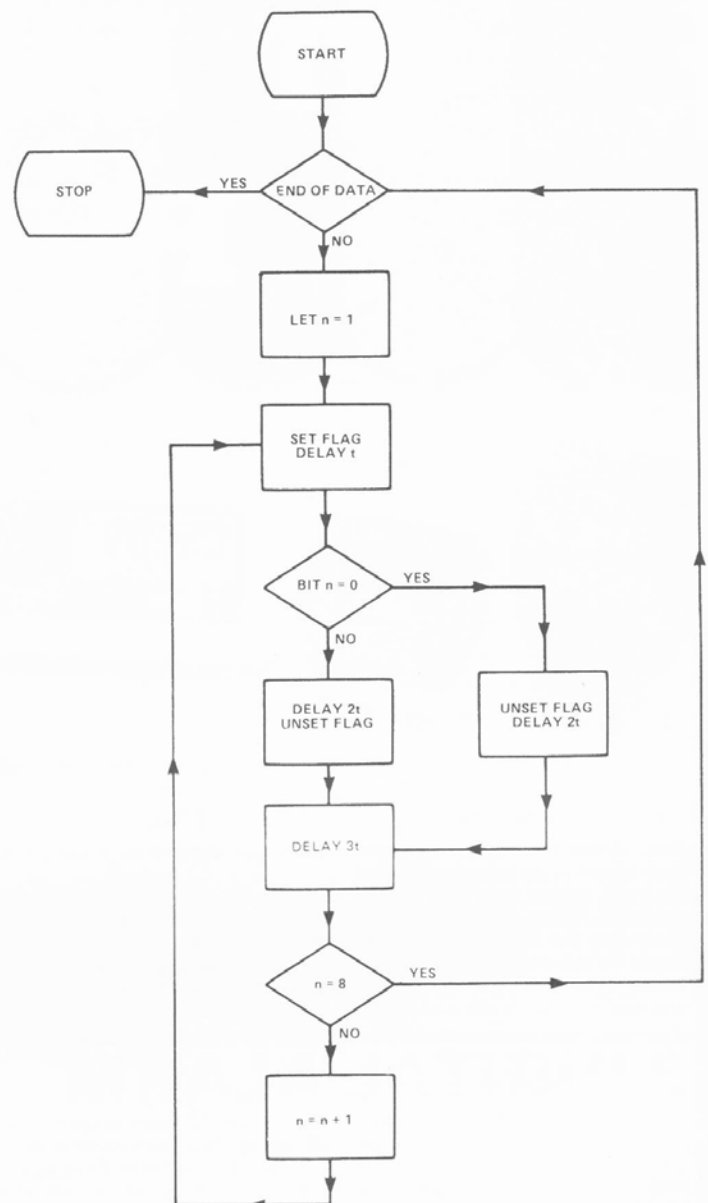 START
STOP
YES
END OF DATA
NO
LET n = 1
SET FLAG
DELAY t
BIT n = 0
YES
NO
DELAY 2t
UNSET FLAG
UNSET FLAG
DELAY 2t
DELAY 3t
n = 8
YES
NO
n = n + 1